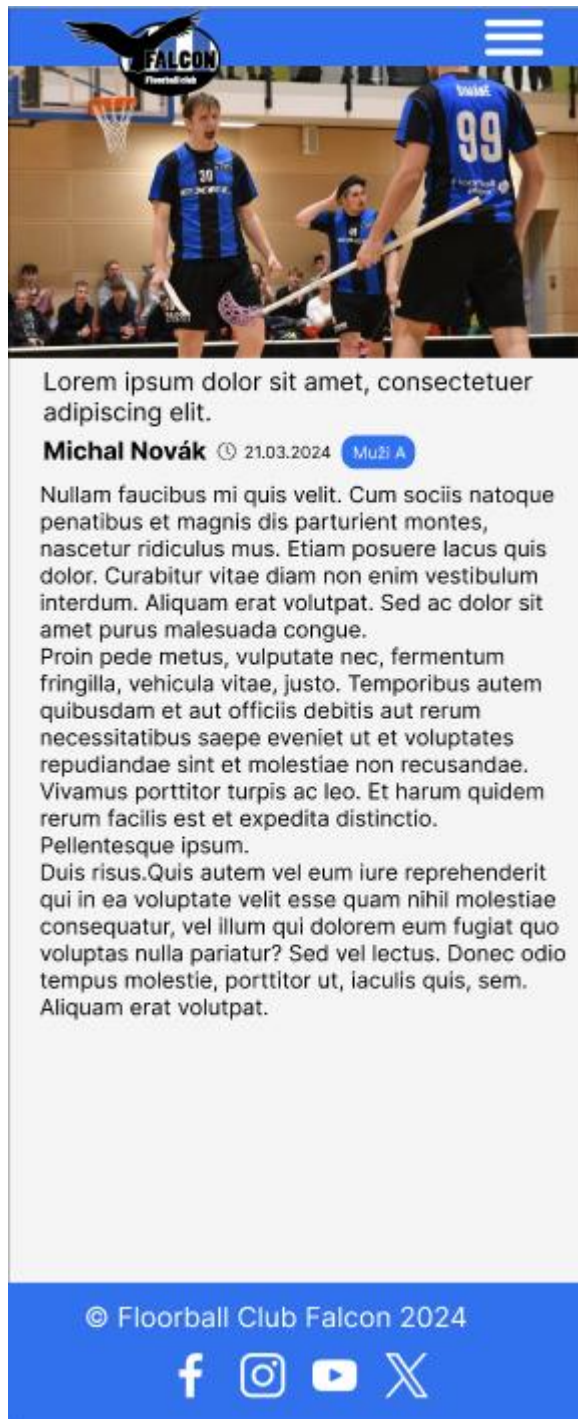 FALCON
Floorball club
99
30
EXEL
Lorem ipsum dolor sit amet, consectetuer
adipiscing elit.
Michal Novák 21.03.2024 Muži A
Nullam faucibus mi quis velit. Cum sociis natoque
penatibus et magnis dis parturient montes,
nascetur ridiculus mus. Etiam posuere lacus quis
dolor. Curabitur vitae diam non enim vestibulum
interdum. Aliquam erat volutpat. Sed ac dolor sit
amet purus malesuada congue.
Proin pede metus, vulputate nec, fermentum
fringilla, vehicula vitae, justo. Temporibus autem
quibusdam et aut officiis debitis aut rerum
necessitatibus saepe eveniet ut et voluptates
repudiandae sint et molestiae non recusandae.
Vivamus porttitor turpis ac leo. Et harum quidem
rerum facilis est et expedita distinctio.
Pellentesque ipsum.
Duis risus.Quis autem vel eum iure reprehenderit
qui in ea voluptate velit esse quam nihil molestiae
consequatur, vel illum qui dolorem eum fugiat quo
voluptas nulla pariatur? Sed vel lectus. Donec odio
tempus molestie, porttitor ut, iaculis quis, sem.
Aliquam erat volutpat.
© Floorball Club Falcon 2024